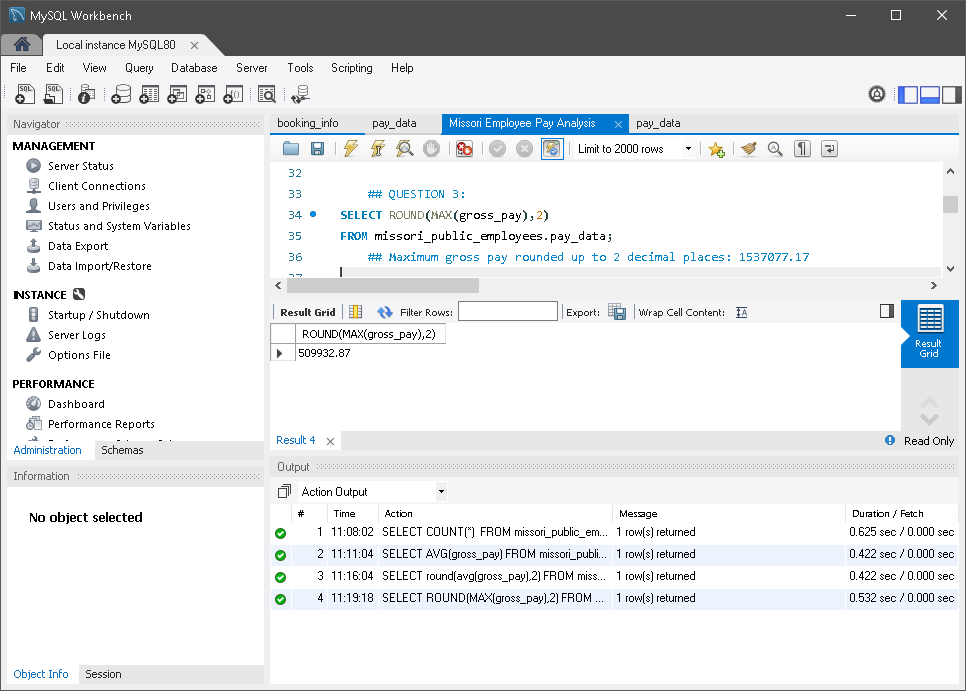 MySQL Workbench
Local instance MySQL80
File Edit View Query Database Server Tools Scripting Help
Navigator
MANAGEMENT
Server Status
Client Connections
Users and Privileges
Status and System Variables
Data Export
Data Import/Restore
INSTANCE
Startup / Shutdown
Server Logs
Options File
PERFORMANCE
Dashboard
Performance Reports
Administration Schemas
Information
No object selected
Object Info Session
booking_info pay_data Missori Employee Pay Analysis pay_data
Limit to 2000 rows
32
33 ## QUESTION 3:
34 SELECT ROUND(MAX(gross_pay),2)
35 FROM missori_public_employees.pay_data;
36 ## Maximum gross pay rounded up to 2 decimal places: 1537077.17
37
Result Grid Filter Rows: Export: Wrap Cell Content:
ROUND(MAX(gross_pay),2)
509932.87
Result Grid
Result 4 Read Only
Output
Action Output
# Time Action Message Duration / Fetch
1 11:08:02 SELECT COUNT(*) FROM missori_public_em... 1 row(s) returned 0.625 sec / 0.000 sec
2 11:11:04 SELECT AVG(gross_pay) FROM missori_publi... 1 row(s) returned 0.422 sec / 0.000 sec
3 11:16:04 SELECT round(avg(gross_pay),2) FROM miss... 1 row(s) returned 0.422 sec / 0.000 sec
4 11:19:18 SELECT ROUND(MAX(gross_pay),2) FROM ... 1 row(s) returned 0.532 sec / 0.000 sec